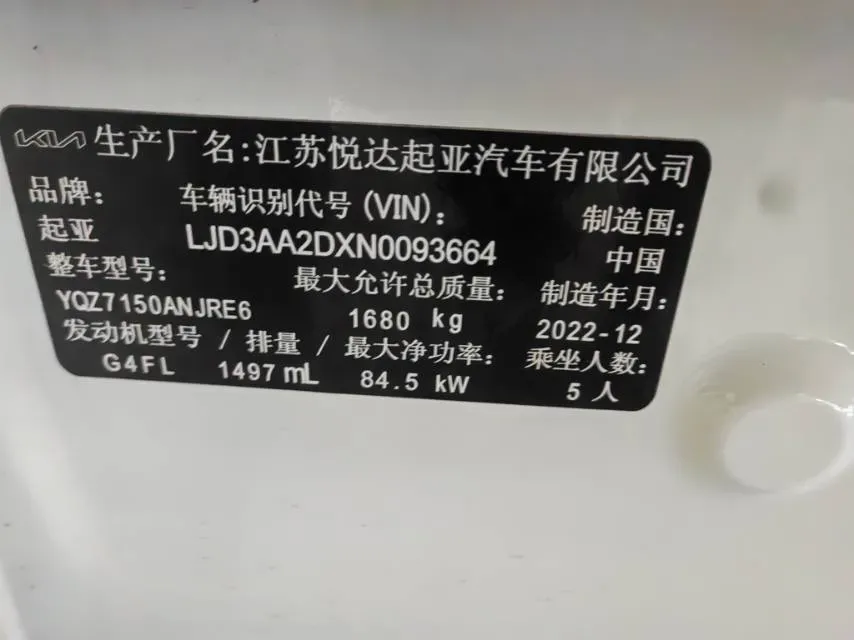 KIA 生产厂名:江苏悦达起亚汽车有限公司
品牌: 车辆识别代号(VIN): 制造国:
起亚 LJD3AA2DXN0093664 中国
整车型号: 最大允许总质量: 制造年月:
YQZ7150ANJRE6 1680 kg 2022-12
发动机型号 / 排量 / 最大净功率: 乘坐人数:
G4FL 1497 mL 84.5 kW 5 人